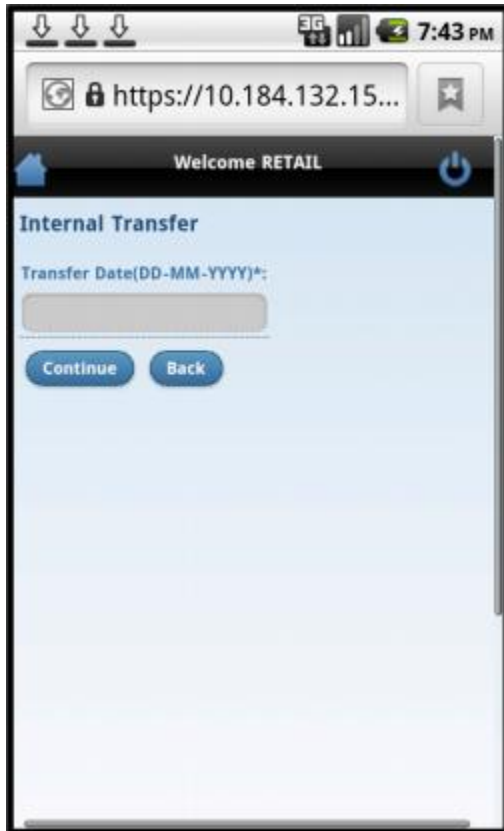 3G 7:43 PM
https://10.184.132.15...
Welcome RETAIL
Internal Transfer
Transfer Date(DD-MM-YYYY)*:
Continue Back